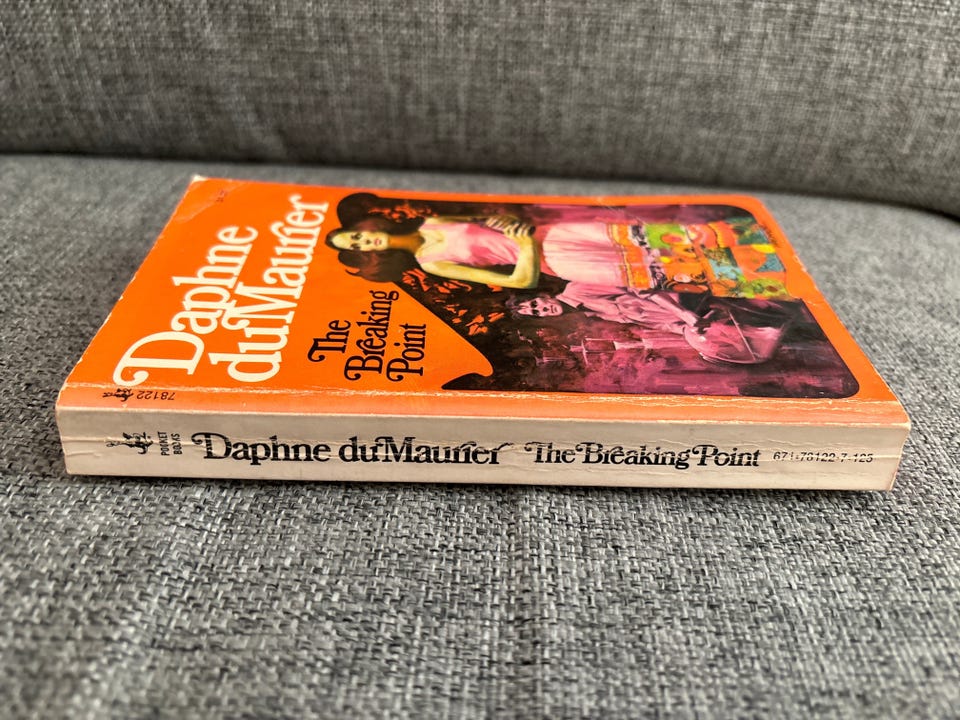 Daphne
du Maurier
The
Breaking
Point
78122
POCKET
BOOKS
Daphne du Maurier The Breaking Point 671-78122-7-125